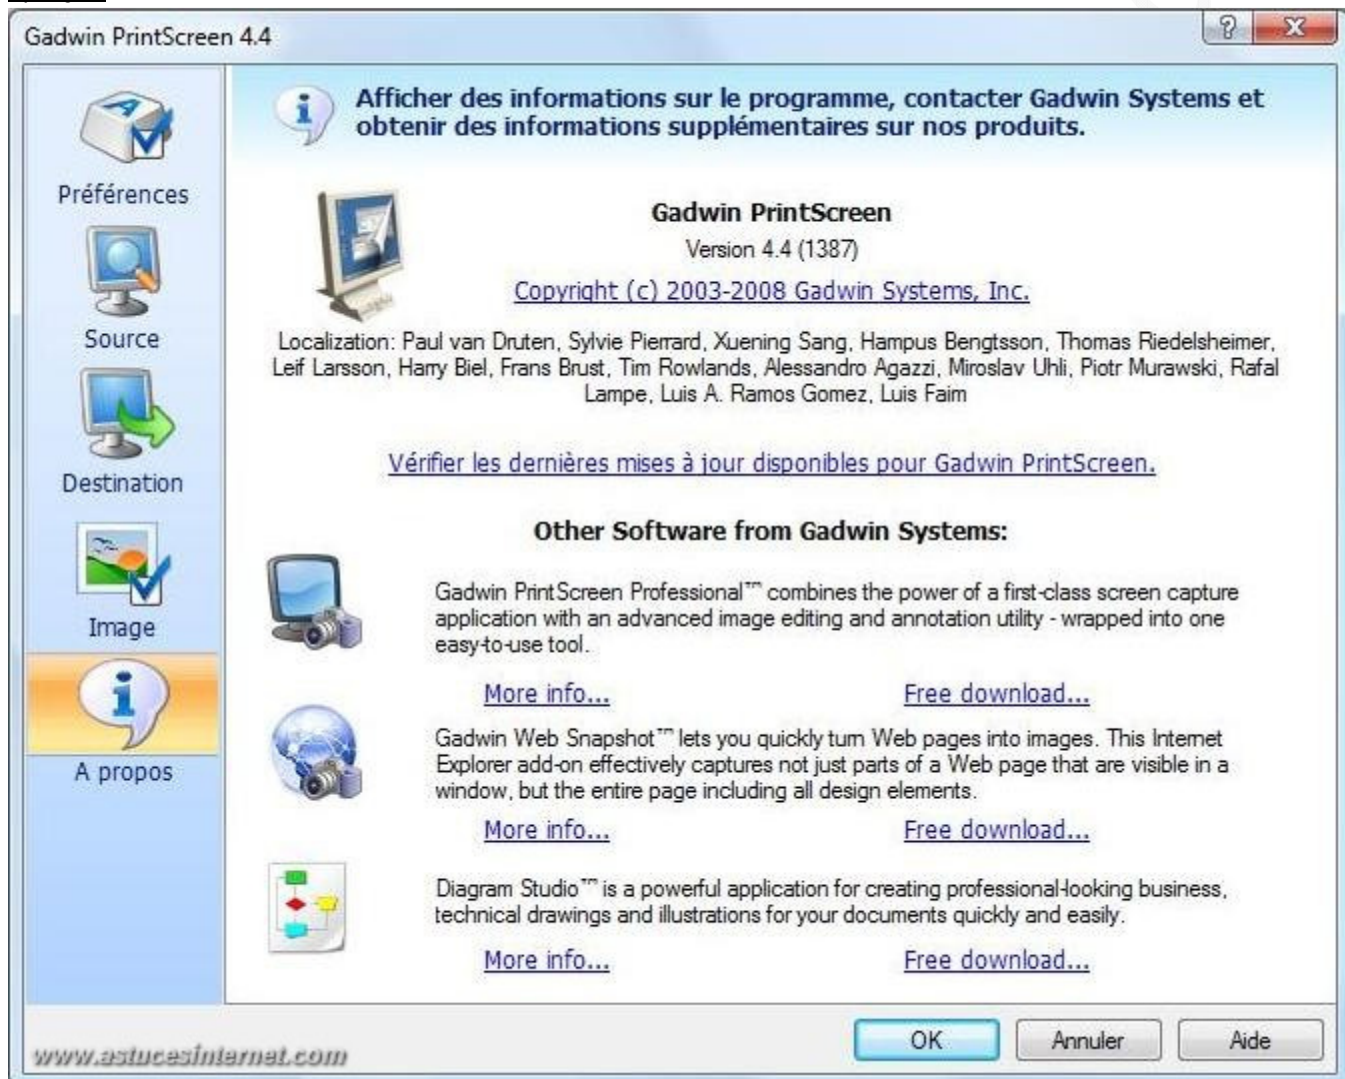 Gadwin PrintScreen 4.4
Afficher des informations sur le programme, contacter Gadwin Systems et
obtenir des informations supplémentaires sur nos produits.
Préférences
Source
Destination
Image
A propos
Gadwin PrintScreen
Version 4.4 (1387)
Copyright (c) 2003-2008 Gadwin Systems, Inc.
Localization: Paul van Druten, Sylvie Pierrard, Xuening Sang, Hampus Bengtsson, Thomas Riedelsheimer,
Leif Larsson, Harry Biel, Frans Brust, Tim Rowlands, Alessandro Agazzi, Miroslav Uhli, Piotr Murawski, Rafal
Lampe, Luis A. Ramos Gomez, Luis Faim
Vérifier les dernières mises à jour disponibles pour Gadwin PrintScreen.
Other Software from Gadwin Systems:
Gadwin PrintScreen Professional™ combines the power of a first-class screen capture
application with an advanced image editing and annotation utility - wrapped into one
easy-to-use tool.
More info... Free download...
Gadwin Web Snapshot™ lets you quickly turn Web pages into images. This Internet
Explorer add-on effectively captures not just parts of a Web page that are visible in a
window, but the entire page including all design elements.
More info... Free download...
Diagram Studio™ is a powerful application for creating professional-looking business,
technical drawings and illustrations for your documents quickly and easily.
More info... Free download...
OK Annuler Aide
www.astucesinternet.com